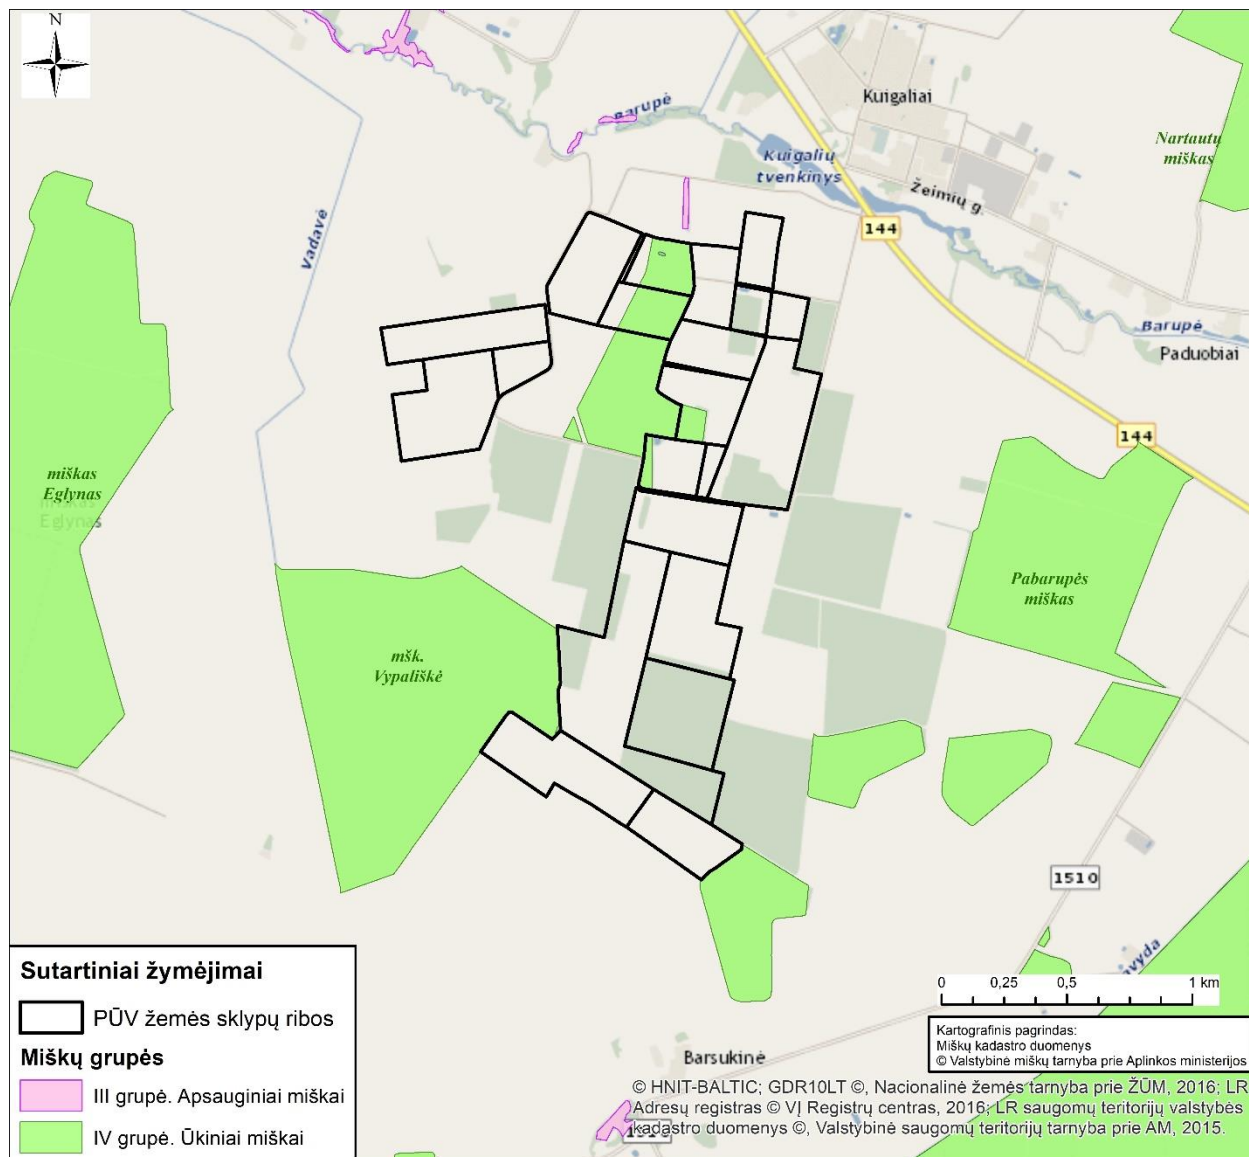 N
Barupė
Kuigaliai
Nartautų
miškas
Kuigalių
tvenkinys
Žeimių g.
144
Vadavė
Barupė
Paduobiai
144
miškas
Eglynas
Eglynas
Pabarupės
miškas
mšk.
Vypališkė
1510
0 0,25 0,5 1 km
Sutartiniai žymėjimai
PŪV žemės sklypų ribos
Miškų grupės
III grupė. Apsauginiai miškai
IV grupė. Ūkiniai miškai
Barsukinė
Kartografinis pagrindas:
Miškų kadastro duomenys
© Valstybinė miškų tarnyba prie Aplinkos ministerijos
© HNIT-BALTIC; GDR10LT ©, Nacionalinė žemės tarnyba prie ŽŪM, 2016; LR
Adresų registras © VĮ Registrų centras, 2016; LR saugomų teritorijų valstybės
kadastro duomenys ©, Valstybinė saugomų teritorijų tarnyba prie AM, 2015.